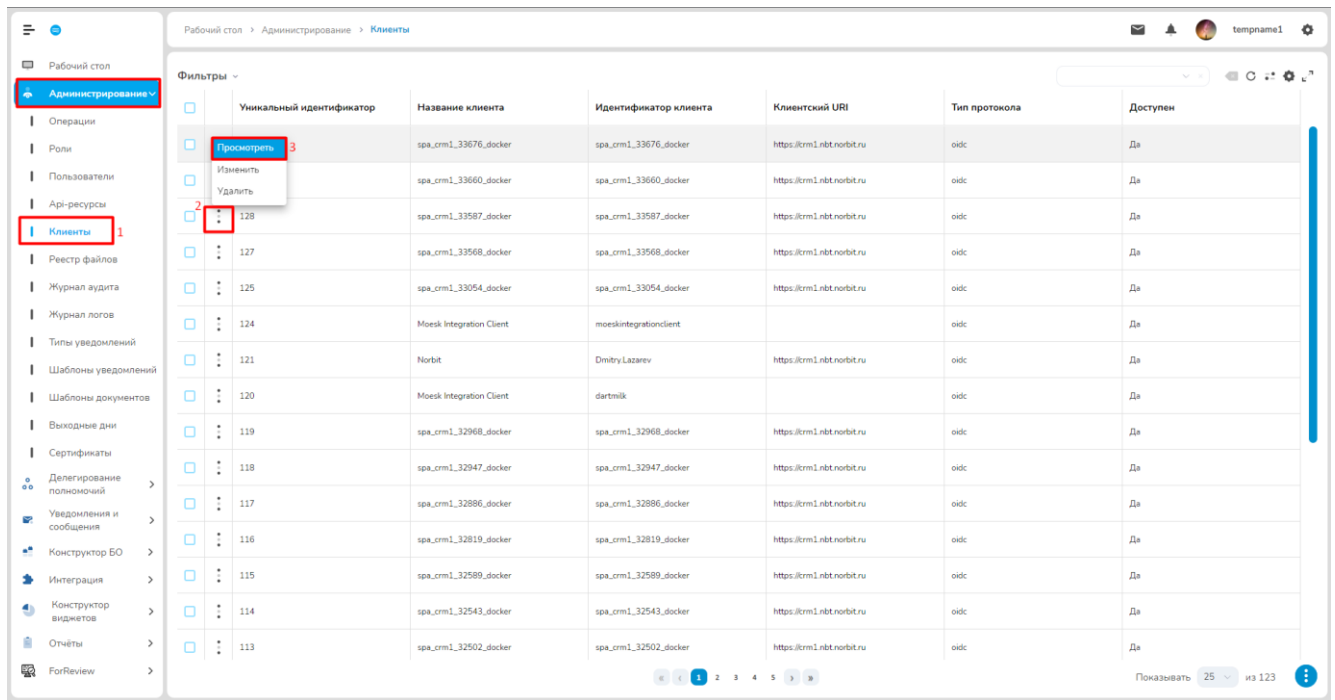 Рабочий стол > Администрирование > Клиенты
tempname1
Рабочий стол
Администрирование
Операции
Роли
Пользователи
Api-ресурсы
Клиенты 1
Реестр файлов
Журнал аудита
Журнал логов
Типы уведомлений
Шаблоны уведомлений
Шаблоны документов
Выходные дни
Сертификаты
Делегирование
полномочий
Уведомления и
сообщения
Конструктор БО
Интеграция
Конструктор
виджетов
Отчёты
ForReview
Фильтры
Уникальный идентификатор Название клиента Идентификатор клиента Клиентский URI Тип протокола Доступен
Просмотреть 3
Изменить
Удалить
2
spa_crm1_33676_docker spa_crm1_33676_docker https://crm1.nbt.norbit.ru oidc Да
spa_crm1_33660_docker spa_crm1_33660_docker https://crm1.nbt.norbit.ru oidc Да
128 spa_crm1_33587_docker spa_crm1_33587_docker https://crm1.nbt.norbit.ru oidc Да
127 spa_crm1_33568_docker spa_crm1_33568_docker https://crm1.nbt.norbit.ru oidc Да
125 spa_crm1_33054_docker spa_crm1_33054_docker https://crm1.nbt.norbit.ru oidc Да
124 Moesk Integration Client moeskintegrationclient oidc Да
121 Norbit Dmitry.Lazarev https://crm1.nbt.norbit.ru oidc Да
120 Moesk Integration Client dartmilk oidc Да
119 spa_crm1_32968_docker spa_crm1_32968_docker https://crm1.nbt.norbit.ru oidc Да
118 spa_crm1_32947_docker spa_crm1_32947_docker https://crm1.nbt.norbit.ru oidc Да
117 spa_crm1_32886_docker spa_crm1_32886_docker https://crm1.nbt.norbit.ru oidc Да
116 spa_crm1_32819_docker spa_crm1_32819_docker https://crm1.nbt.norbit.ru oidc Да
115 spa_crm1_32589_docker spa_crm1_32589_docker https://crm1.nbt.norbit.ru oidc Да
114 spa_crm1_32543_docker spa_crm1_32543_docker https://crm1.nbt.norbit.ru oidc Да
113 spa_crm1_32502_docker spa_crm1_32502_docker https://crm1.nbt.norbit.ru oidc Да
« ‹ 1 2 3 4 5 › »
Показывать 25 из 123